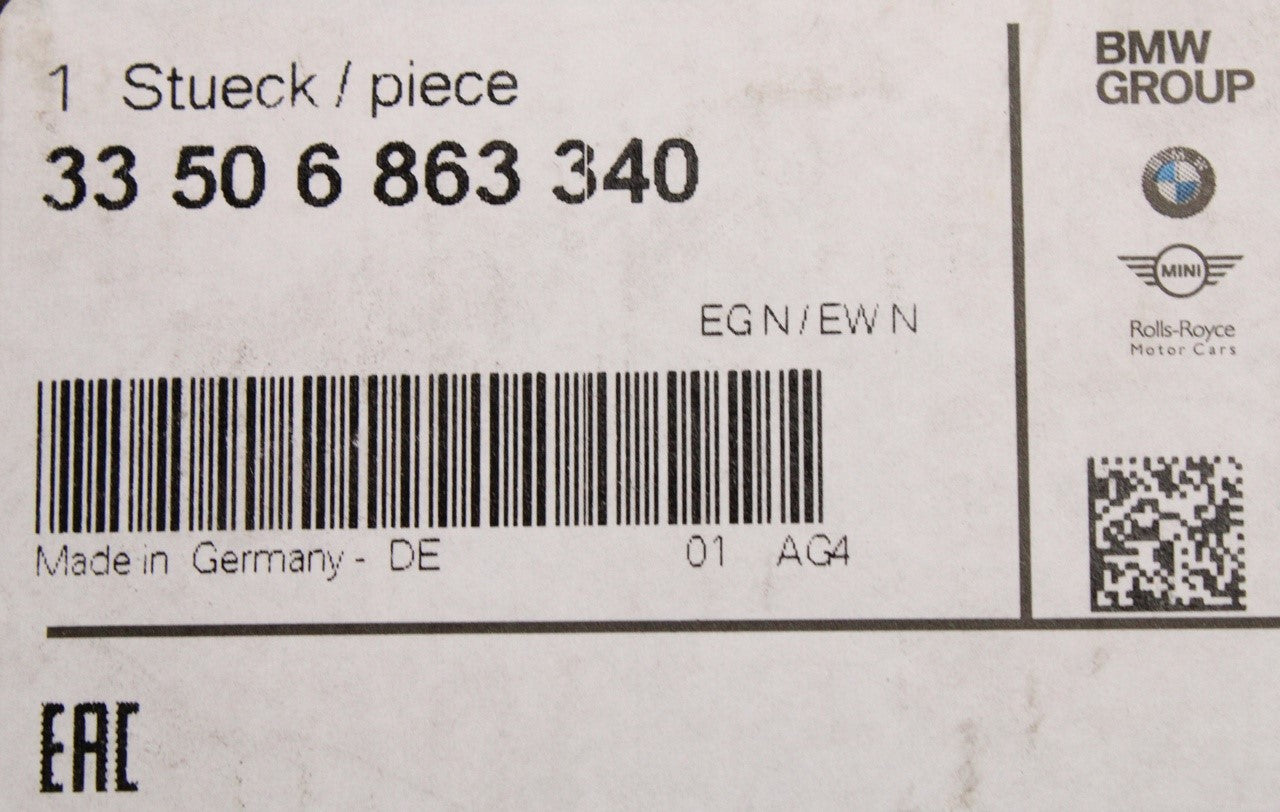 1 Stueck / piece
33 50 6 863 340
EGN/EWN
Made in Germany - DE 01 AG4
EAC
BMW
GROUP
BMW
MINI
Rolls-Royce
Motor Cars